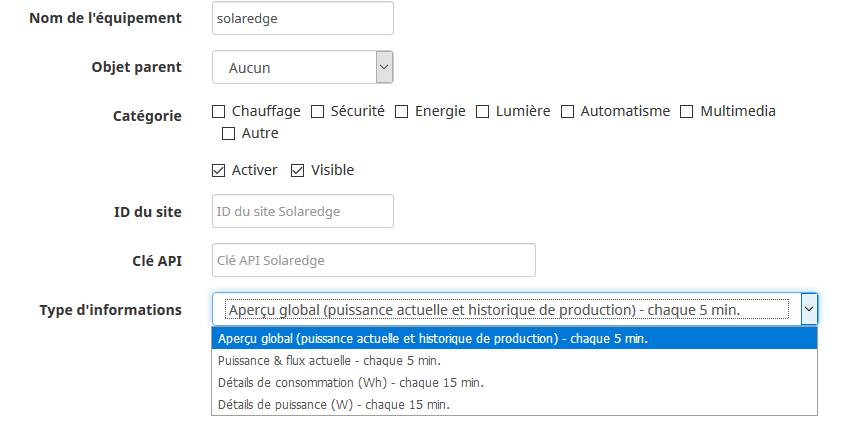 Nom de l'équipement solaredge
Objet parent Aucun
Catégorie Chauffage Sécurité Energie Lumière Automatisme Multimedia
Autre
Activer Visible
ID du site ID du site Solaredge
Clé API Clé API Solaredge
Type d'informations Aperçu global (puissance actuelle et historique de production) - chaque 5 min.
Aperçu global (puissance actuelle et historique de production) - chaque 5 min.
Puissance & flux actuelle - chaque 5 min.
Détails de consommation (Wh) - chaque 15 min.
Détails de puissance (W) - chaque 15 min.